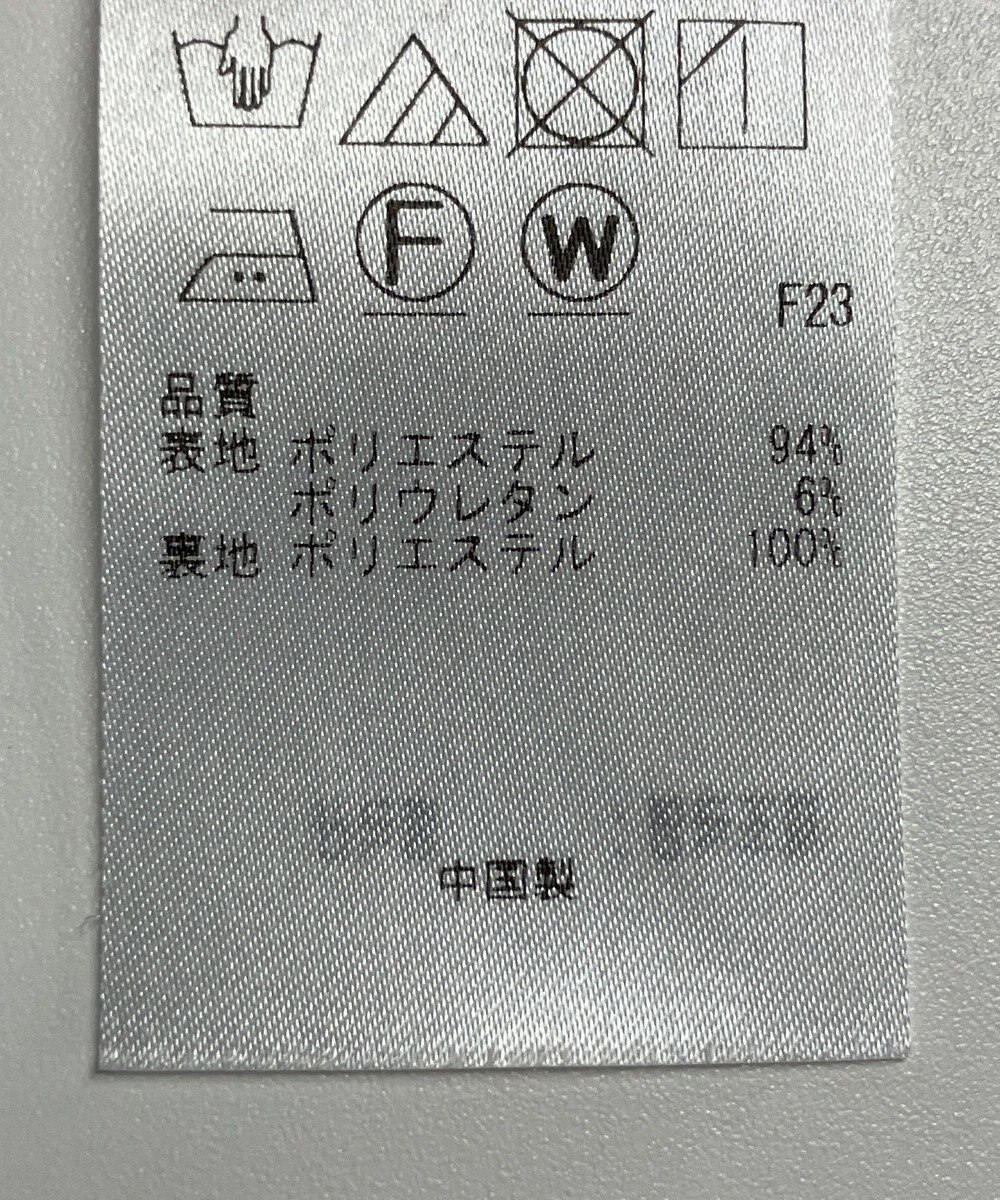 F W
F23
品質
表地 ポリエステル 94%
ポリウレタン 6%
裏地 ポリエステル 100%
中国製